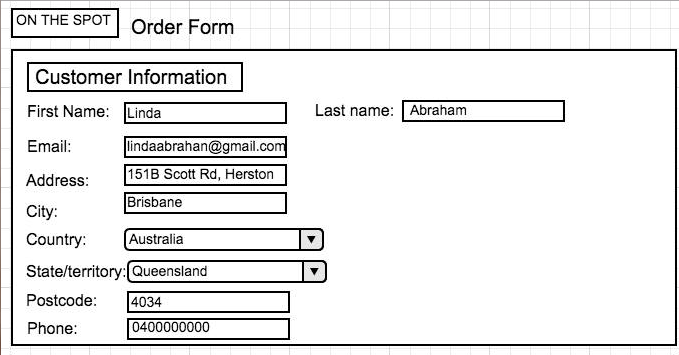 ON THE SPOT
Order Form
Customer Information
First Name: Linda Last name: Abraham
Email: lindaabrahan@gmail.com
Address: 151B Scott Rd, Herston
City: Brisbane
Country: Australia
State/territory: Queensland
Postcode: 4034
Phone: 0400000000